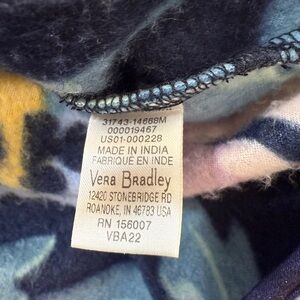 31743-14668M
000019467
US01-000228
MADE IN INDIA
FABRIQUÉ EN INDE
Vera Bradley
12420 STONEBRIDGE RD
ROANOKE, IN 46783 USA
RN 156007
VBA22